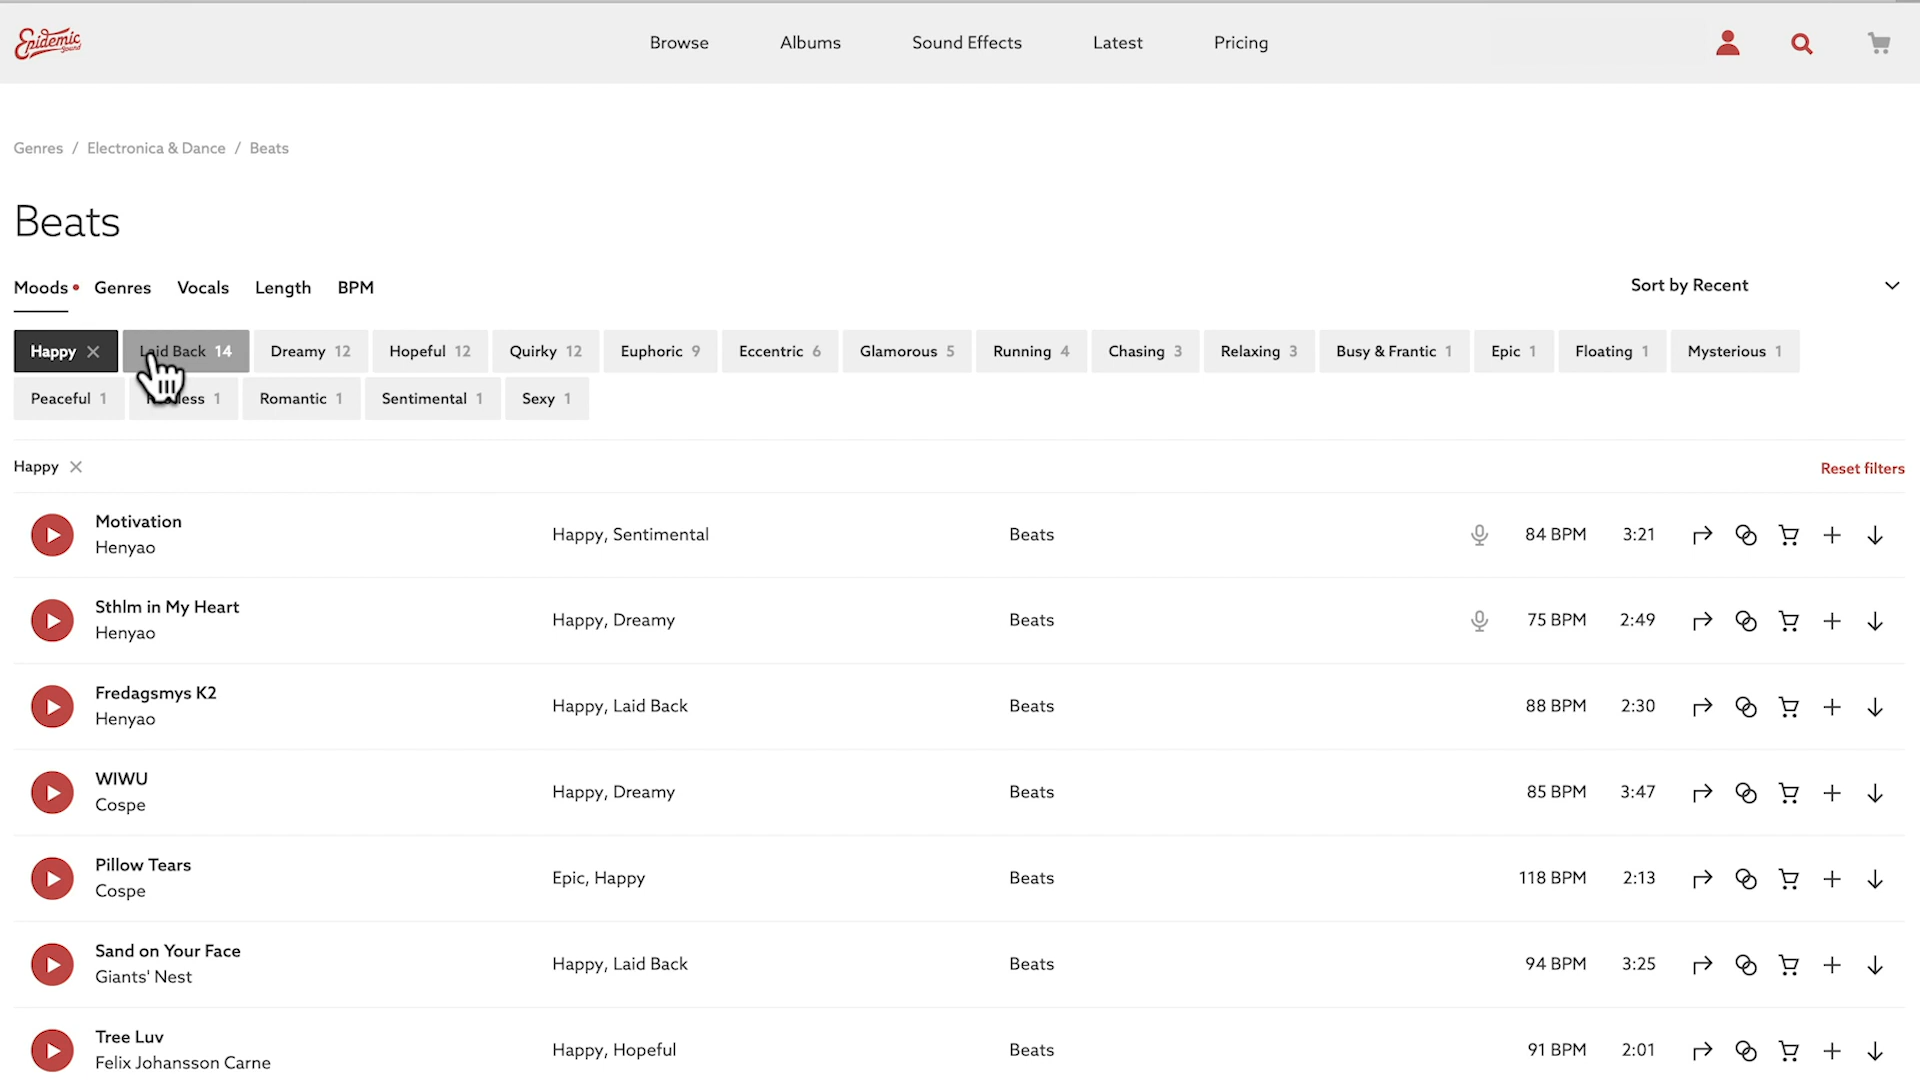 Epidemic Sound
Browse
Albums
Sound Effects
Latest
Pricing
Genres / Electronica & Dance / Beats
Beats
Moods Genres Vocals Length BPM
Sort by Recent
Happy Laid Back 14 Dreamy 12 Hopeful 12 Quirky 12 Euphoric 9 Eccentric 6 Glamorous 5 Running 4 Chasing 3 Relaxing 3 Busy & Frantic 1 Epic 1 Floating 1 Mysterious 1
Peaceful 1 1 Romantic 1 Sentimental 1 Sexy 1
Happy
Reset filters
Motivation
Henyao
Happy, Sentimental Beats 84 BPM 3:21
Sthlm in My Heart
Henyao
Happy, Dreamy Beats 75 BPM 2:49
Fredagsmys K2
Henyao
Happy, Laid Back Beats 88 BPM 2:30
WIWU
Cospe
Happy, Dreamy Beats 85 BPM 3:47
Pillow Tears
Cospe
Epic, Happy Beats 118 BPM 2:13
Sand on Your Face
Giants' Nest
Happy, Laid Back Beats 94 BPM 3:25
Tree Luv
Felix Johansson Carne
Happy, Hopeful Beats 91 BPM 2:01